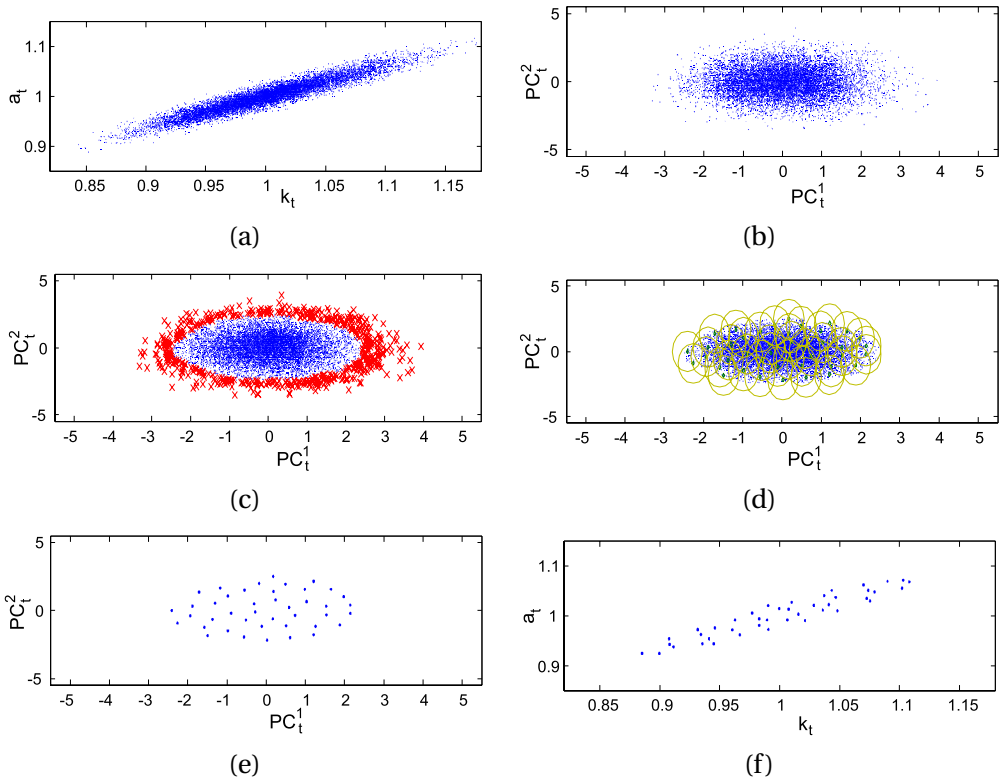 1.1
1
0.9
a_t
0.85 0.9 0.95 1 1.05 1.1 1.15
k_t
(a)
5
0
-5
PC_t^2
-5 -4 -3 -2 -1 0 1 2 3 4 5
PC_t^1
(b)
5
0
-5
PC_t^2
-5 -4 -3 -2 -1 0 1 2 3 4 5
PC_t^1
(c)
5
0
-5
PC_t^2
-5 -4 -3 -2 -1 0 1 2 3 4 5
PC_t^1
(d)
5
0
-5
PC_t^2
-5 -4 -3 -2 -1 0 1 2 3 4 5
PC_t^1
(e)
1.1
1
0.9
a_t
0.85 0.9 0.95 1 1.05 1.1 1.15
k_t
(f)